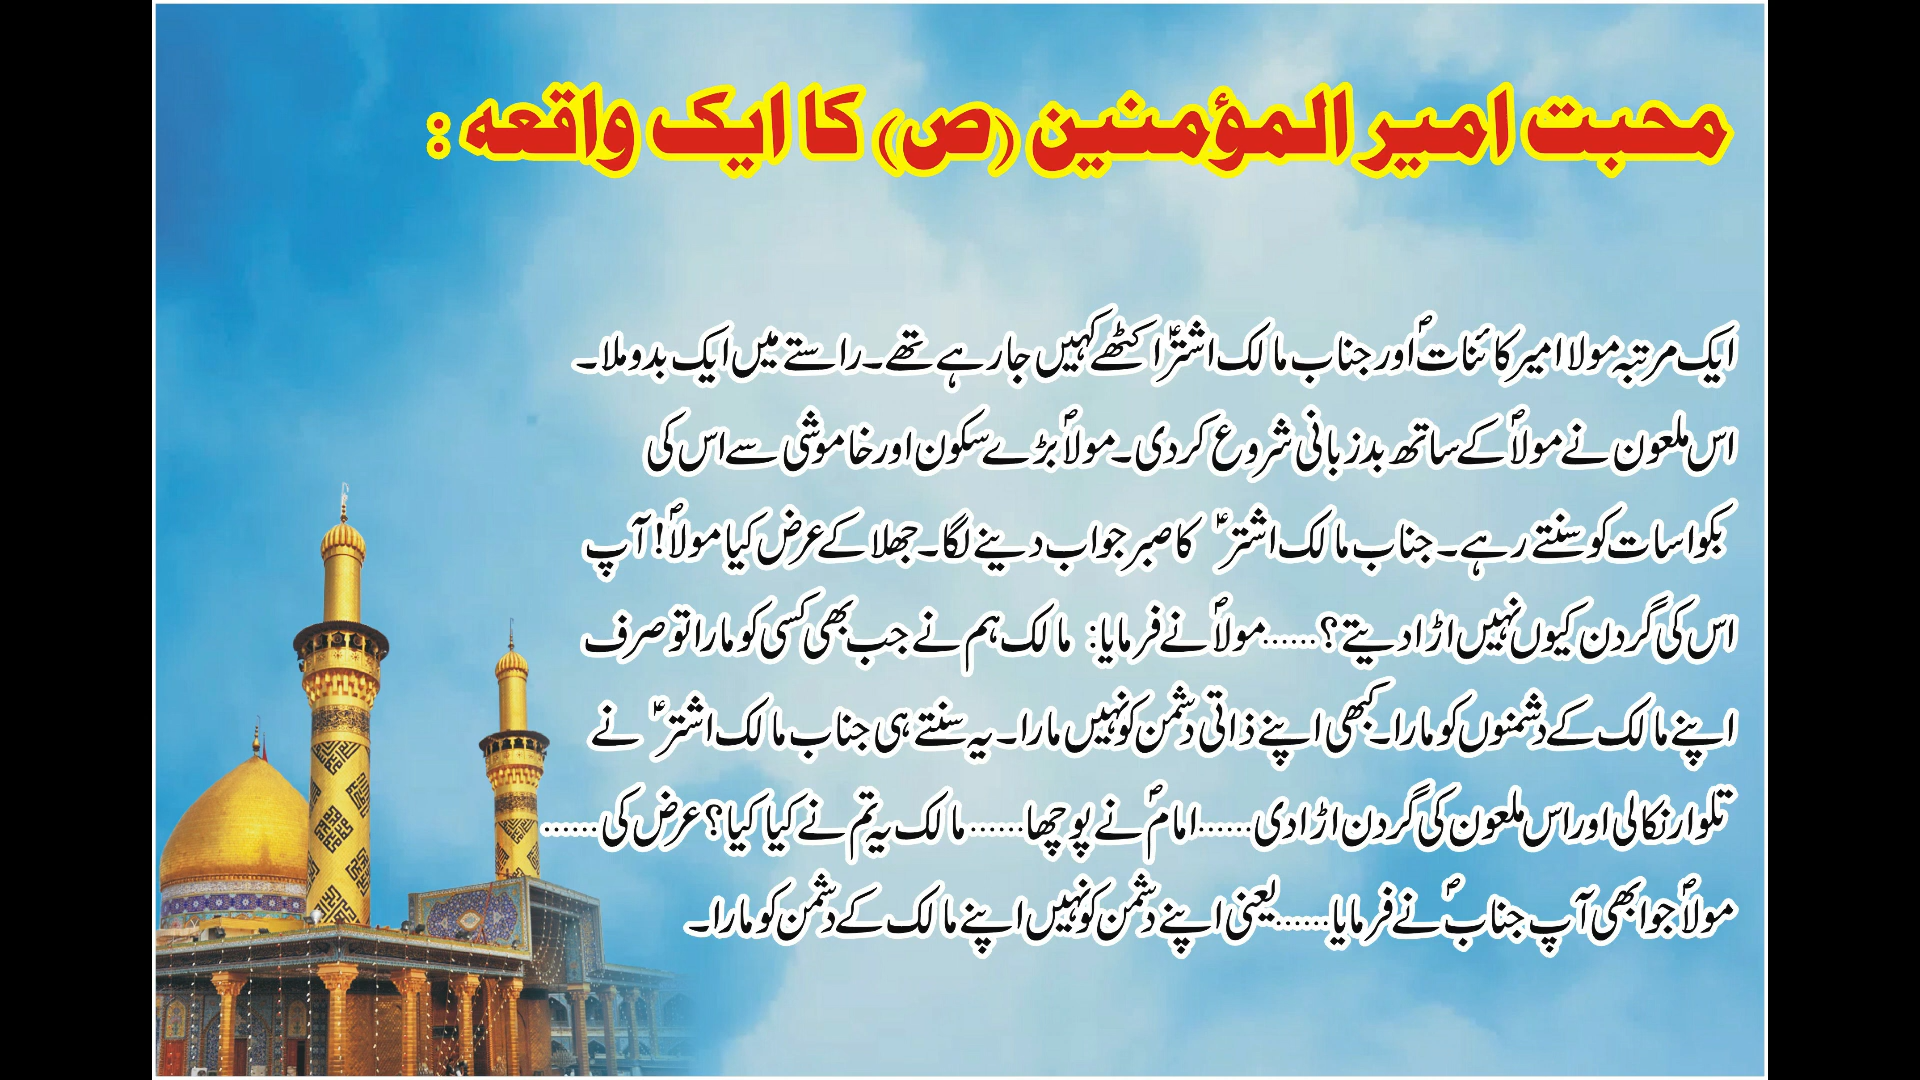 محبت امیر المؤمنین (ص) کا ایک واقعہ :
ایک مرتبہ مولا امیر کائناتؐ اور جناب مالک اشترؑ اکٹھے کہیں جا رہے تھے۔ راستے میں ایک بدو ملا۔
اس ملعون نے مولاؐ کے ساتھ بدزبانی شروع کردی۔ مولاؐ بڑے سکون اور خاموشی سے اس کی
بکواسات کو سنتے رہے۔ جناب مالک اشترؑ کا صبر جواب دینے لگا۔ جھلا کے عرض کیا مولاؐ! آپ
اس کی گردن کیوں نہیں اڑا دیتے؟......مولاؐ نے فرمایا: مالک ہم نے جب بھی کسی کو مارا تو صرف
اپنے مالک کے دشمنوں کو مارا۔ کبھی اپنے ذاتی دشمن کو نہیں مارا۔ یہ سنتے ہی جناب مالک اشترؑ نے
تلوار نکالی اور اس ملعون کی گردن اڑا دی......امامؐ نے پوچھا......مالک یہ تم نے کیا کیا؟ عرض کی......
مولاؐ جو ابھی آپ جنابؐ نے فرمایا......یعنی اپنے دشمن کو نہیں اپنے مالک کے دشمن کو مارا۔